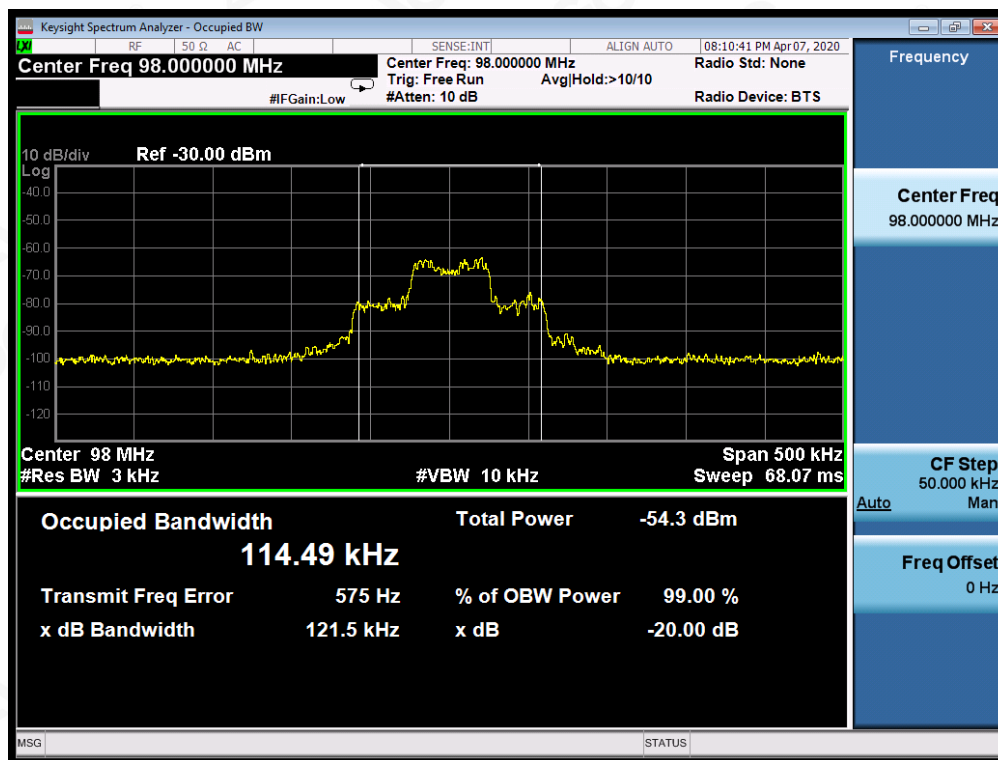 Keysight Spectrum Analyzer - Occupied BW
LXI RF 50 Ω AC SENSE:INT ALIGN AUTO 08:10:41 PM Apr 07, 2020
Center Freq 98.000000 MHz
Center Freq: 98.000000 MHz Radio Std: None
Trig: Free Run Avg|Hold:>10/10
#IFGain:Low #Atten: 10 dB Radio Device: BTS
10 dB/div Ref -30.00 dBm
Log
-40.0
-50.0
-60.0
-70.0
-80.0
-90.0
-100
-110
-120
Center 98 MHz Span 500 kHz
#Res BW 3 kHz #VBW 10 kHz Sweep 68.07 ms
Occupied Bandwidth Total Power -54.3 dBm
114.49 kHz
Transmit Freq Error 575 Hz % of OBW Power 99.00 %
x dB Bandwidth 121.5 kHz x dB -20.00 dB
MSG STATUS
Frequency
Center Freq
98.000000 MHz
CF Step
50.000 kHz
Auto Man
Freq Offset
0 Hz